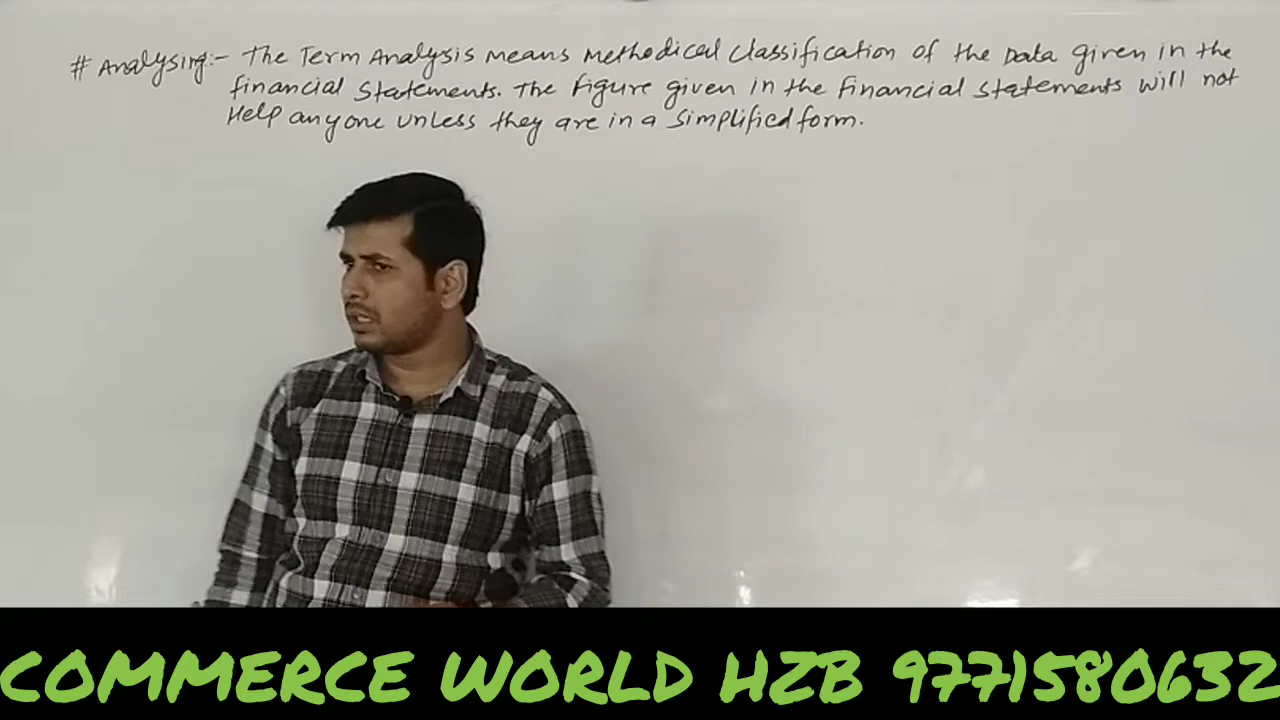 # Analysing:- The Term Analysis means Methodical Classification of the Data given in the
financial Statements. The figure given in the financial Statements will not
Help anyone unless they are in a Simplified form.
COMMERCE WORLD HZB 9771580632